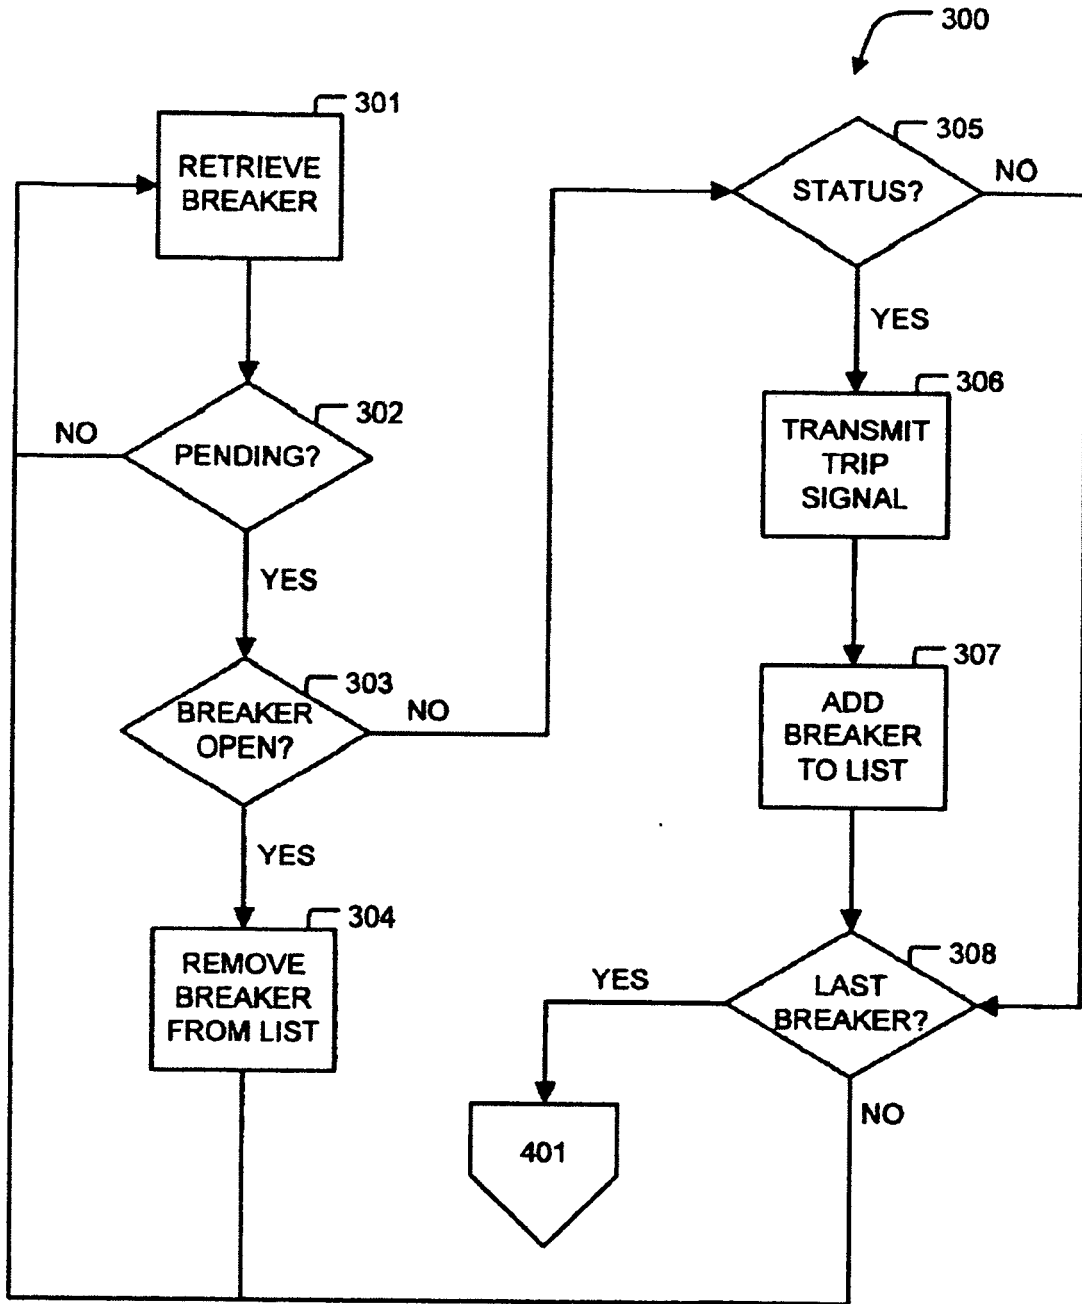 300
301
RETRIEVE
BREAKER
302
PENDING?
NO
YES
303
BREAKER
OPEN?
NO
YES
304
REMOVE
BREAKER
FROM LIST
305
STATUS?
NO
YES
306
TRANSMIT
TRIP
SIGNAL
307
ADD
BREAKER
TO LIST
308
LAST
BREAKER?
YES
NO
401